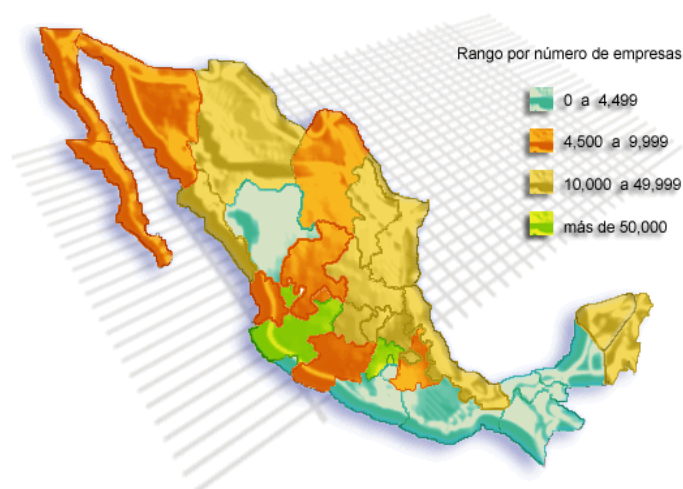 Rango por número de empresas
0 a 4,499
4,500 a 9,999
10,000 a 49,999
más de 50,000